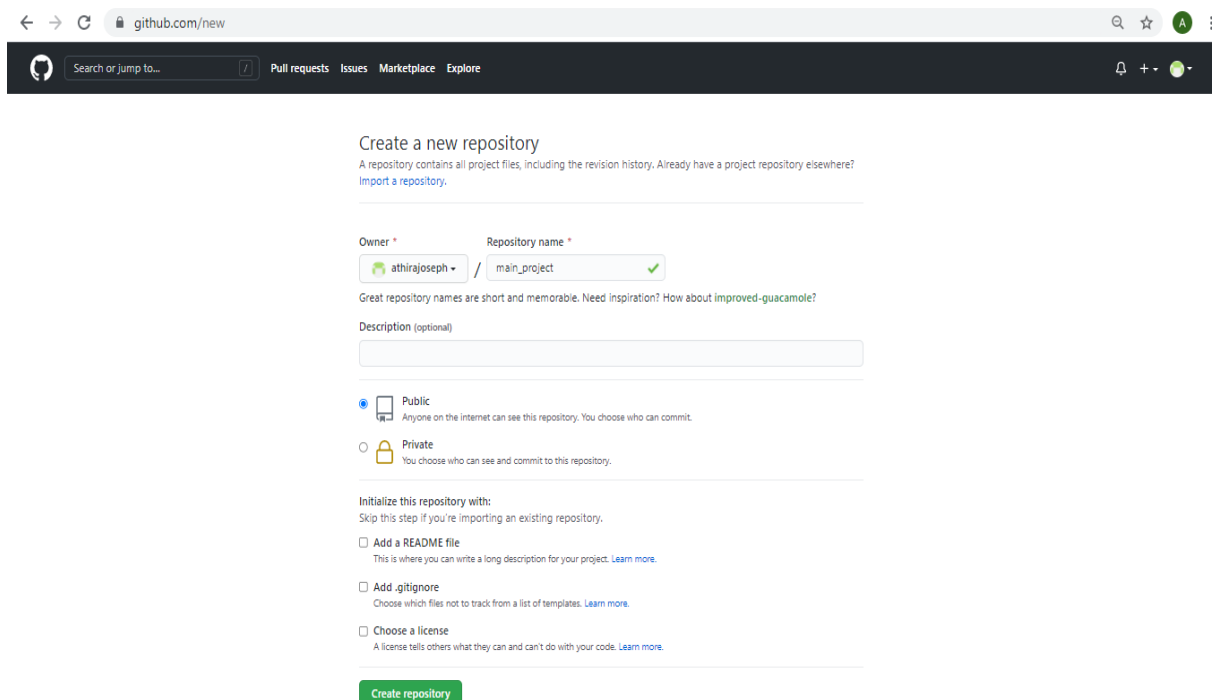 github.com/new
A
Search or jump to... /
Pull requests Issues Marketplace Explore
Create a new repository
A repository contains all project files, including the revision history. Already have a project repository elsewhere?
Import a repository.
Owner * Repository name *
athirajoseph / main_project
Great repository names are short and memorable. Need inspiration? How about improved-guacamole?
Description (optional)
Public
Anyone on the internet can see this repository. You choose who can commit.
Private
You choose who can see and commit to this repository.
Initialize this repository with:
Skip this step if you're importing an existing repository.
Add a README file
This is where you can write a long description for your project. Learn more.
Add .gitignore
Choose which files not to track from a list of templates. Learn more.
Choose a license
A license tells others what they can and can't do with your code. Learn more.
Create repository